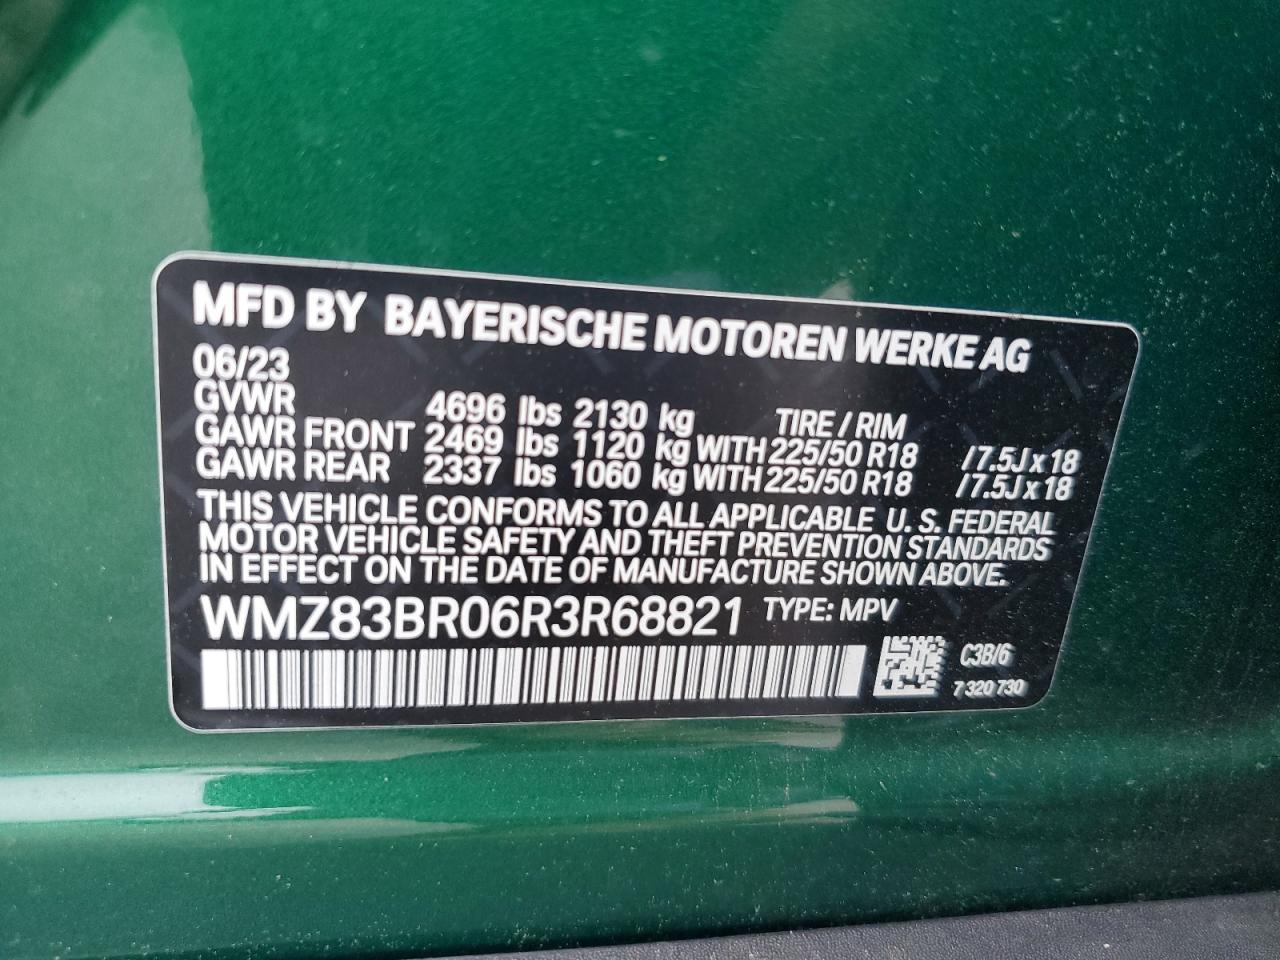 MFD BY BAYERISCHE MOTOREN WERKE AG
06/23
GVWR 4696 lbs 2130 kg TIRE / RIM
GAWR FRONT 2469 lbs 1120 kg WITH 225/50 R18 / 7.5J x 18
GAWR REAR 2337 lbs 1060 kg WITH 225/50 R18 / 7.5J x 18
THIS VEHICLE CONFORMS TO ALL APPLICABLE U. S. FEDERAL
MOTOR VEHICLE SAFETY AND THEFT PREVENTION STANDARDS
IN EFFECT ON THE DATE OF MANUFACTURE SHOWN ABOVE.
WMZ83BR06R3R68821 TYPE: MPV
C3B/6
7 320 730